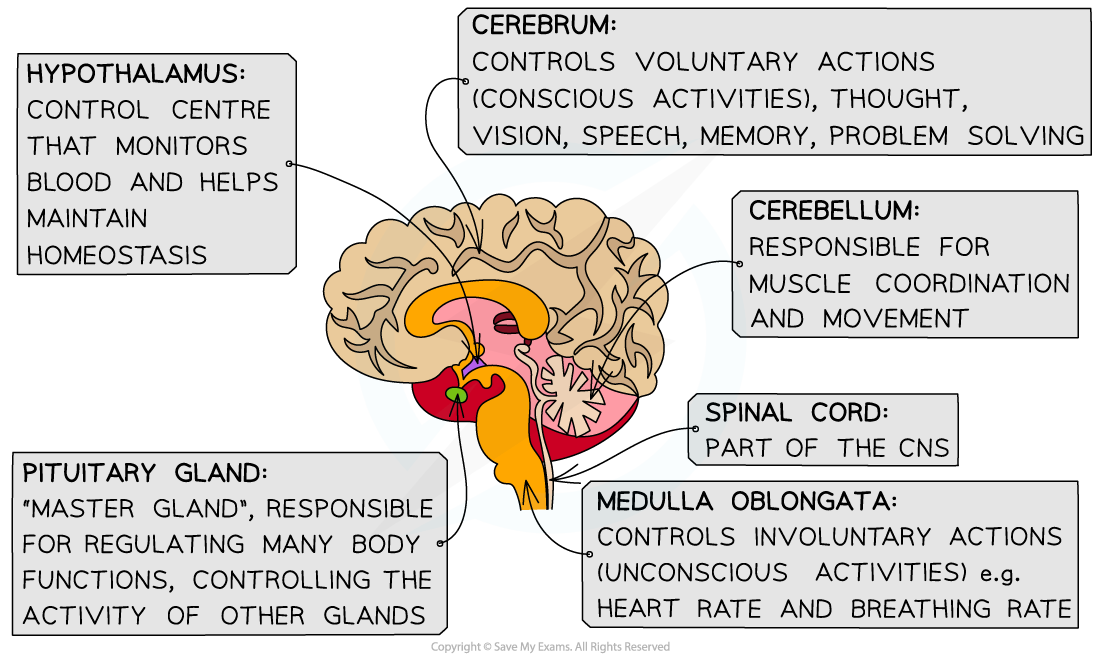 HYPOTHALAMUS:
CONTROL CENTRE
THAT MONITORS
BLOOD AND HELPS
MAINTAIN
HOMEOSTASIS
CEREBRUM:
CONTROLS VOLUNTARY ACTIONS
(CONSCIOUS ACTIVITIES), THOUGHT,
VISION, SPEECH, MEMORY, PROBLEM SOLVING
CEREBELLUM:
RESPONSIBLE FOR
MUSCLE COORDINATION
AND MOVEMENT
SPINAL CORD:
PART OF THE CNS
PITUITARY GLAND:
"MASTER GLAND", RESPONSIBLE
FOR REGULATING MANY BODY
FUNCTIONS, CONTROLLING THE
ACTIVITY OF OTHER GLANDS
MEDULLA OBLONGATA:
CONTROLS INVOLUNTARY ACTIONS
(UNCONSCIOUS ACTIVITIES) e.g.
HEART RATE AND BREATHING RATE
Copyright © Save My Exams. All Rights Reserved